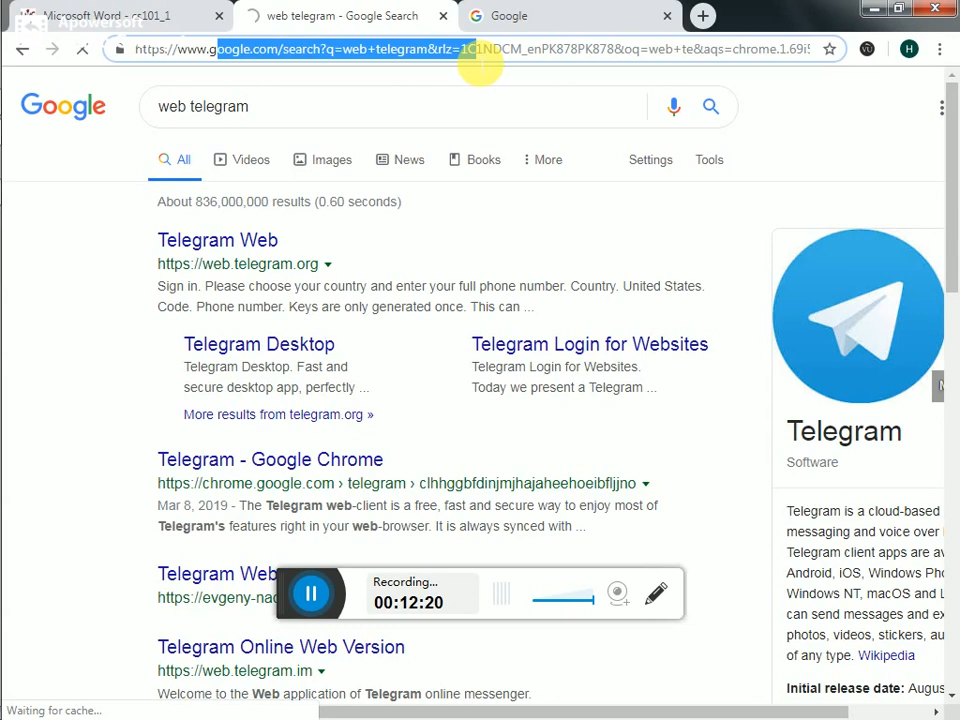 Microsoft Word - cs101_1
web telegram - Google Search
Google
Apowersoft
https://www.google.com/search?q=web+telegram&rlz=1C1NDCM_enPK878PK878&oq=web+te&aqs=chrome.1.69i5
VU
H
Google
web telegram
All
Videos
Images
News
Books
More
Settings
Tools
About 836,000,000 results (0.60 seconds)
Telegram Web
https://web.telegram.org
Sign in. Please choose your country and enter your full phone number. Country. United States.
Code. Phone number. Keys are only generated once. This can ...
Telegram Desktop
Telegram Desktop. Fast and
secure desktop app, perfectly ...
Telegram Login for Websites
Telegram Login for Websites.
Today we present a Telegram ...
More results from telegram.org »
Telegram - Google Chrome
https://chrome.google.com › telegram › clhhggbfdinjmjhajaheehoeibfljjno
Mar 8, 2019 - The Telegram web-client is a free, fast and secure way to enjoy most of
Telegram's features right in your web-browser. It is always synced with ...
Telegram Web
https://evgeny-nad
Recording...
00:12:20
Telegram Online Web Version
https://web.telegram.im
Welcome to the Web application of Telegram online messenger.
Telegram
Software
Telegram is a cloud-based
messaging and voice over
Telegram client apps are av
Android, iOS, Windows Pho
Windows NT, macOS and L
can send messages and ex
photos, videos, stickers, au
of any type. Wikipedia
Initial release date: Augus
Waiting for cache...